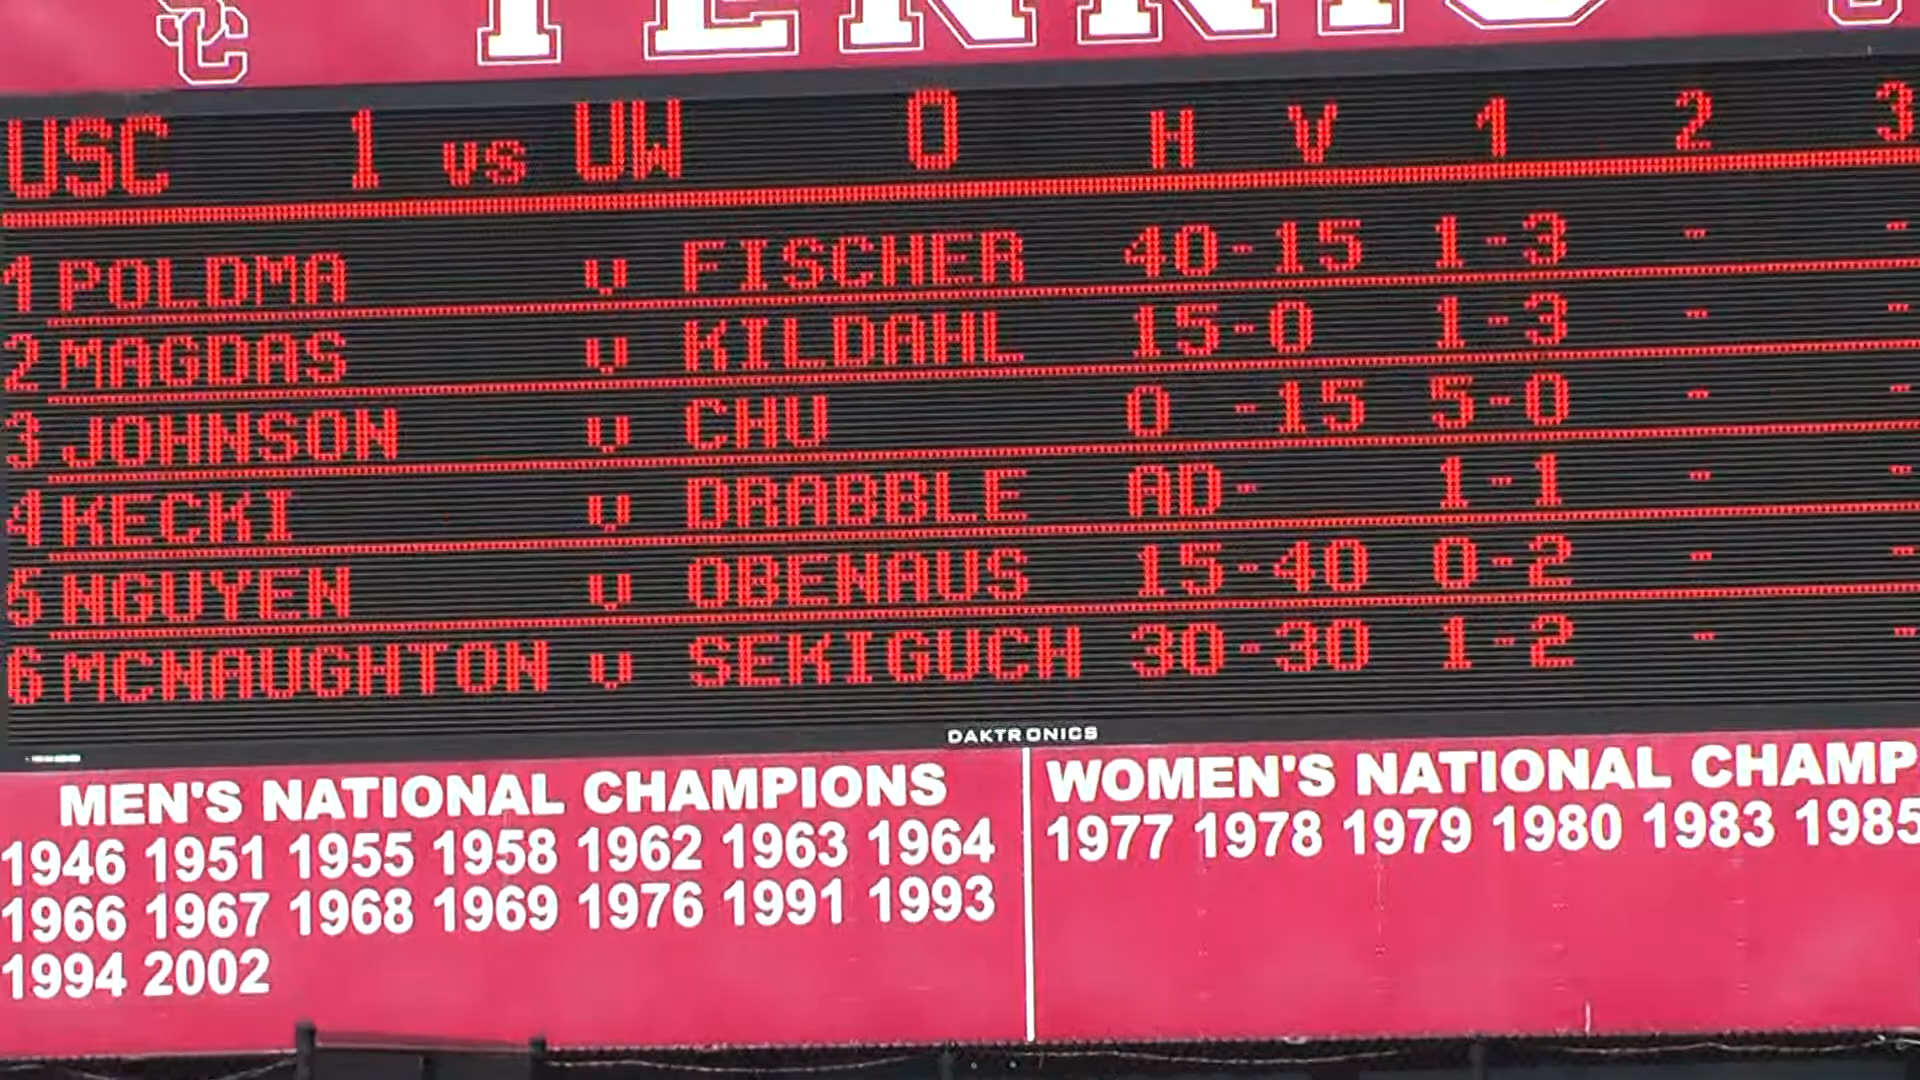 SC TENNIS SC
USC 1 vs UW 0 H V 1 2 3
1 POLDMA v FISCHER 40-15 1-3 - -
2 MAGDAS v KILDAHL 15-0 1-3 - -
3 JOHNSON v CHU 0 -15 5-0 - -
4 KECKI v DRABBLE AD- 1-1 - -
5 NGUYEN v OBENAUS 15-40 0-2 - -
6 MCNAUGHTON v SEKIGUCH 30-30 1-2 - -
DAKTRONICS
MEN'S NATIONAL CHAMPIONS
1946 1951 1955 1958 1962 1963 1964
1966 1967 1968 1969 1976 1991 1993
1994 2002
WOMEN'S NATIONAL CHAMP
1977 1978 1979 1980 1983 1985